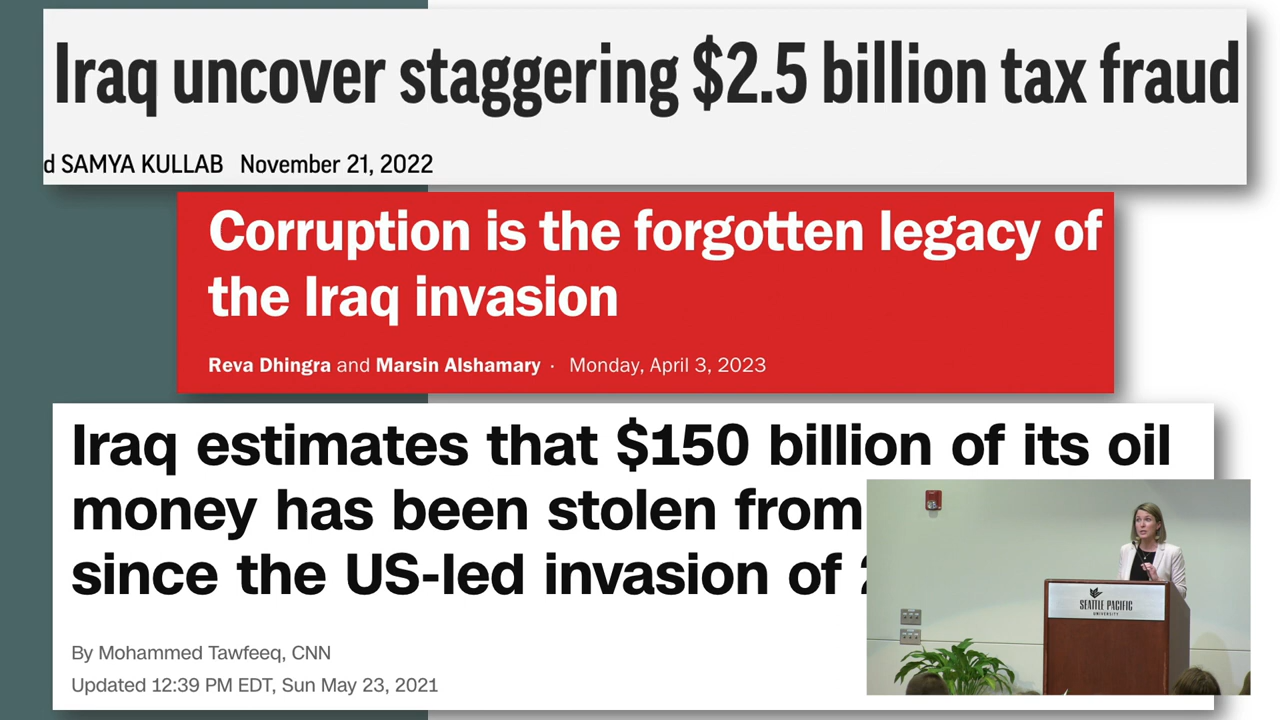 Iraq uncover staggering $2.5 billion tax fraud
d SAMYA KULLAB November 21, 2022
Corruption is the forgotten legacy of
the Iraq invasion
Reva Dhingra and Marsin Alshamary · Monday, April 3, 2023
Iraq estimates that $150 billion of its oil
money has been stolen from
since the US-led invasion of
By Mohammed Tawfeeq, CNN
Updated 12:39 PM EDT, Sun May 23, 2021
SEATTLE PACIFIC
UNIVERSITY